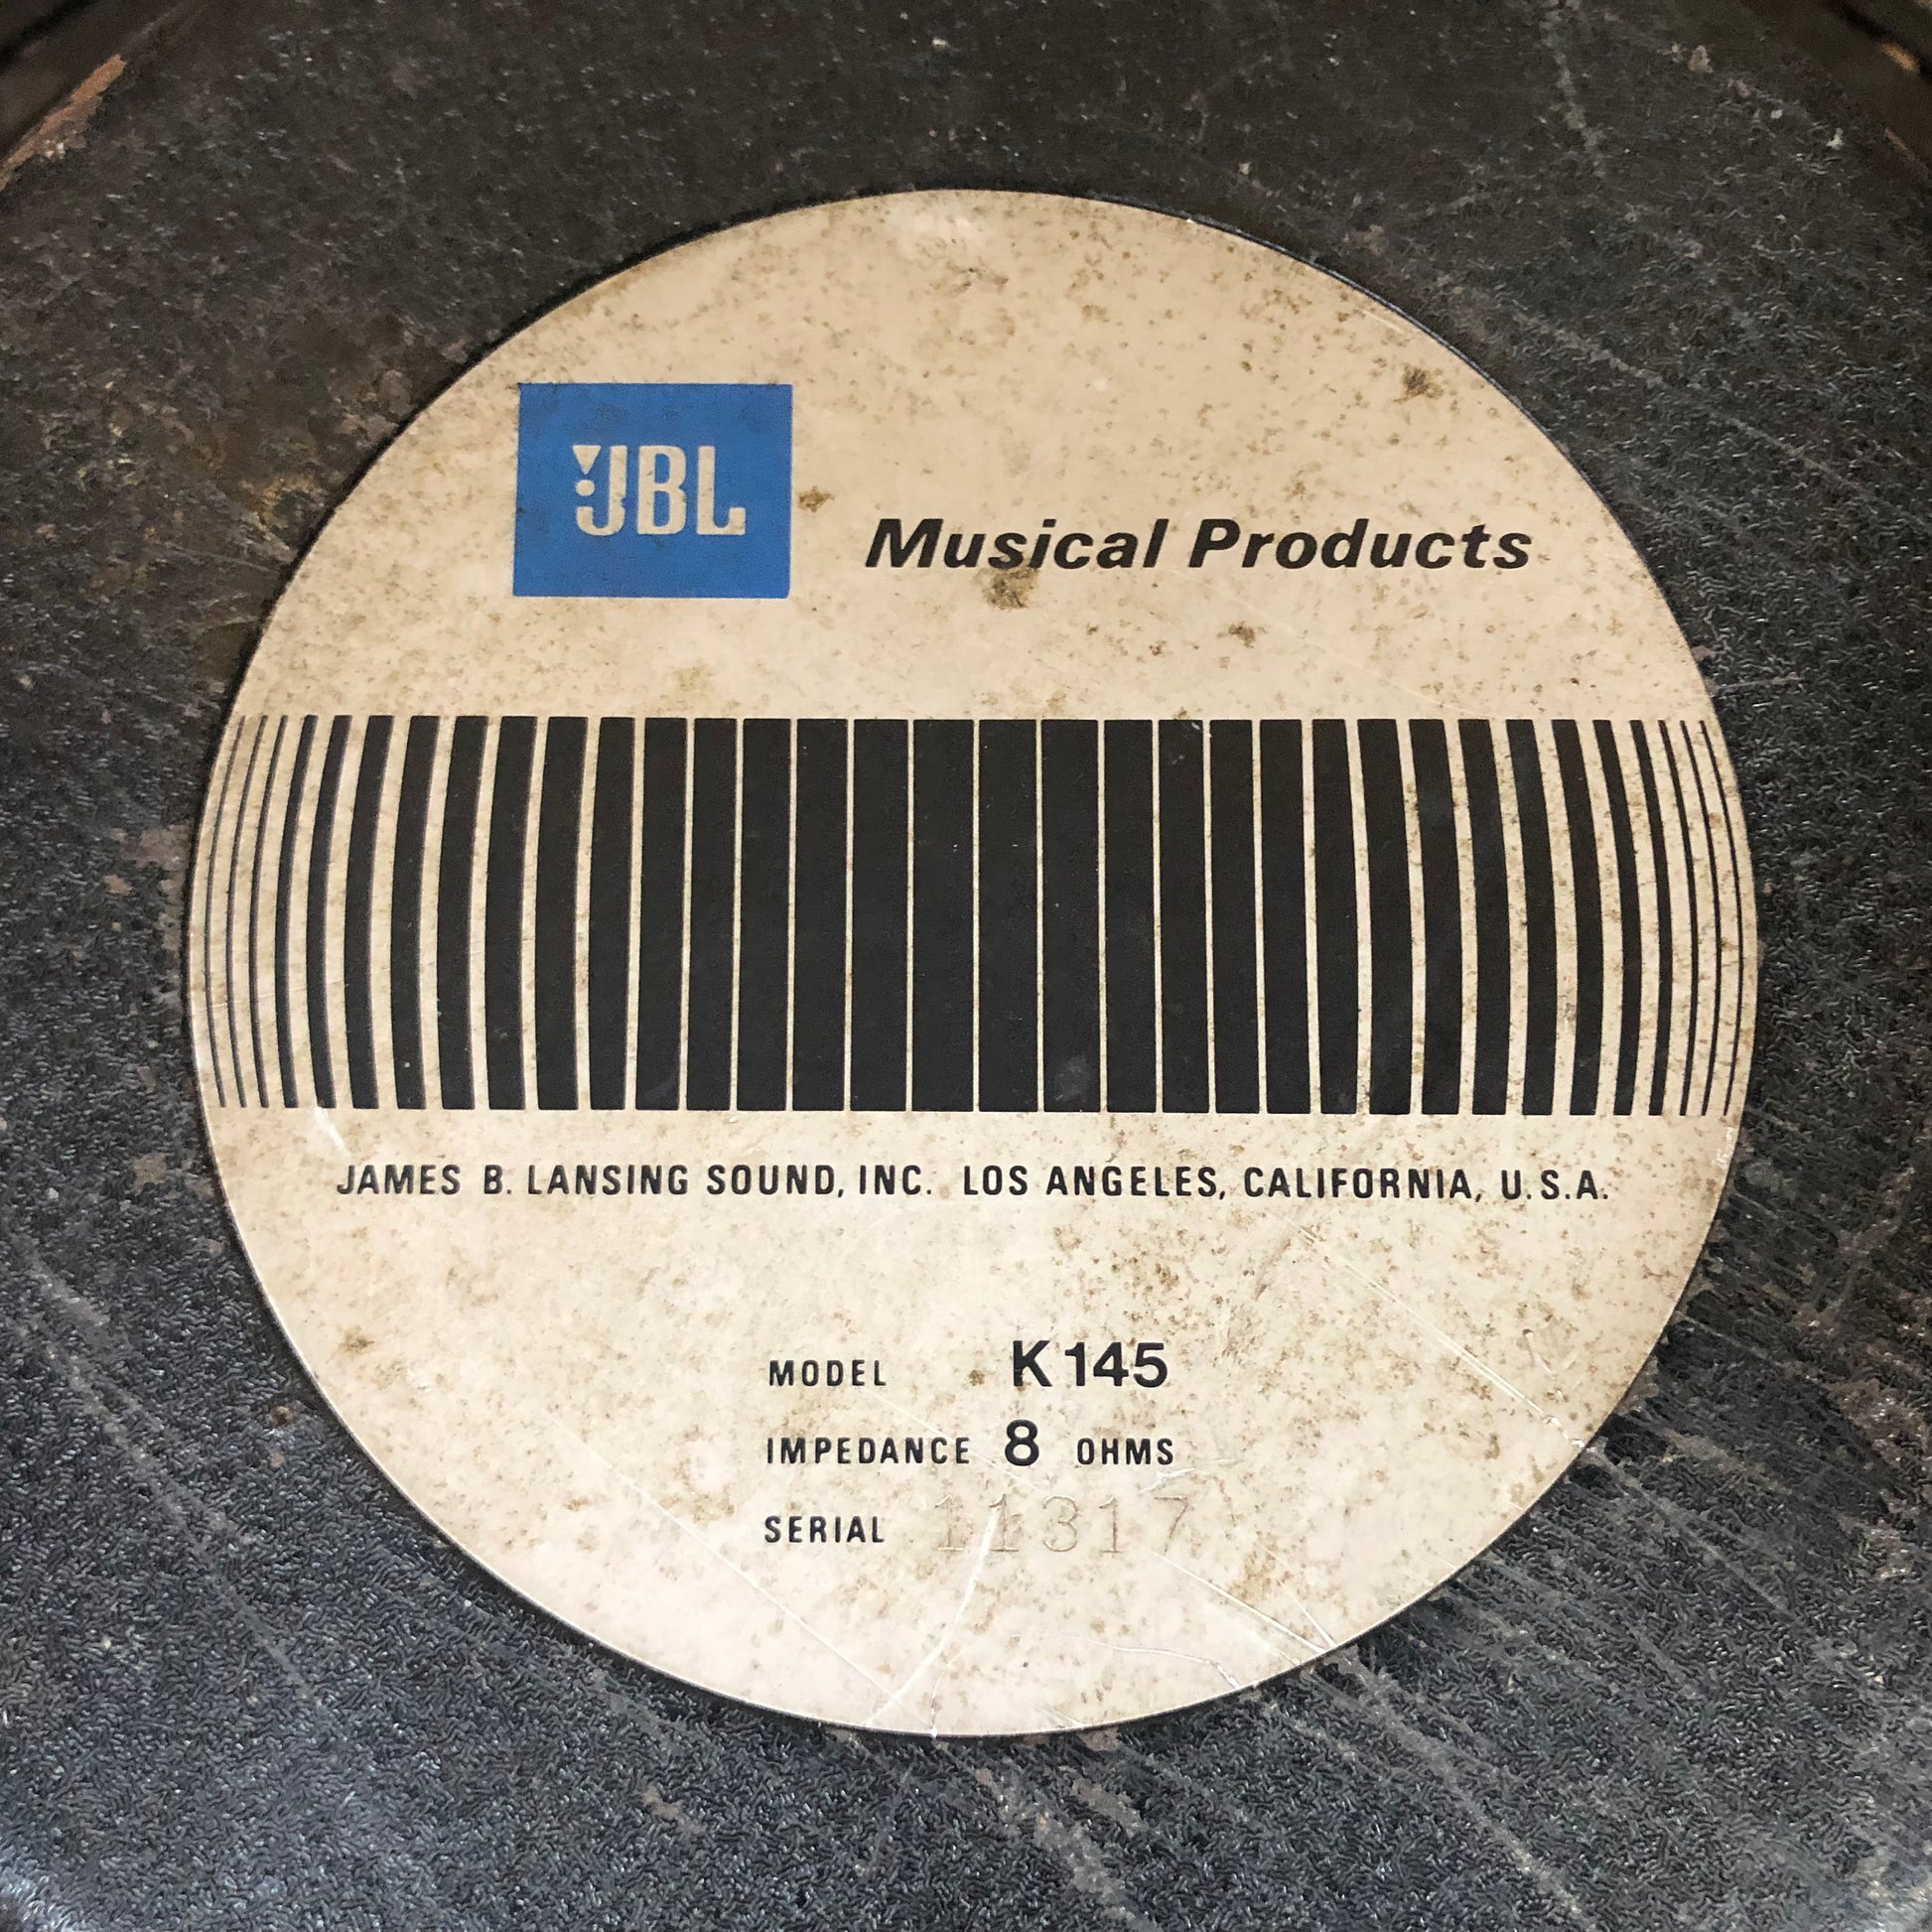 JBL
Musical Products
JAMES B. LANSING SOUND, INC. LOS ANGELES, CALIFORNIA, U.S.A.
MODEL K145
IMPEDANCE 8 OHMS
SERIAL 11317